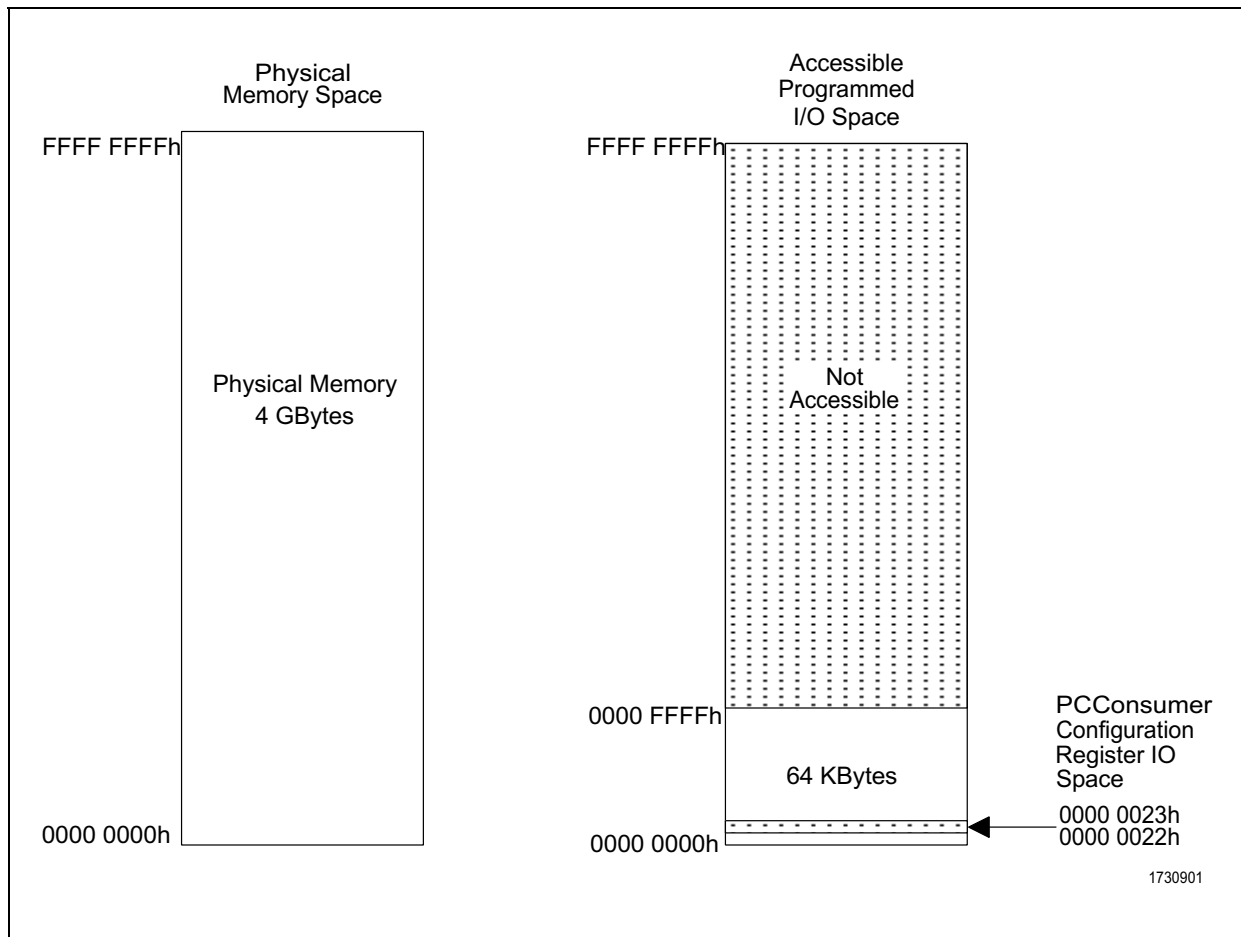 Physical
Memory Space
FFFF FFFFh
Physical Memory
4 GBytes
0000 0000h
Accessible
Programmed
I/O Space
FFFF FFFFh
Not
Accessible
0000 FFFFh
64 KBytes
0000 0000h
PCConsumer
Configuration
Register IO
Space
0000 0023h
0000 0022h
1730901